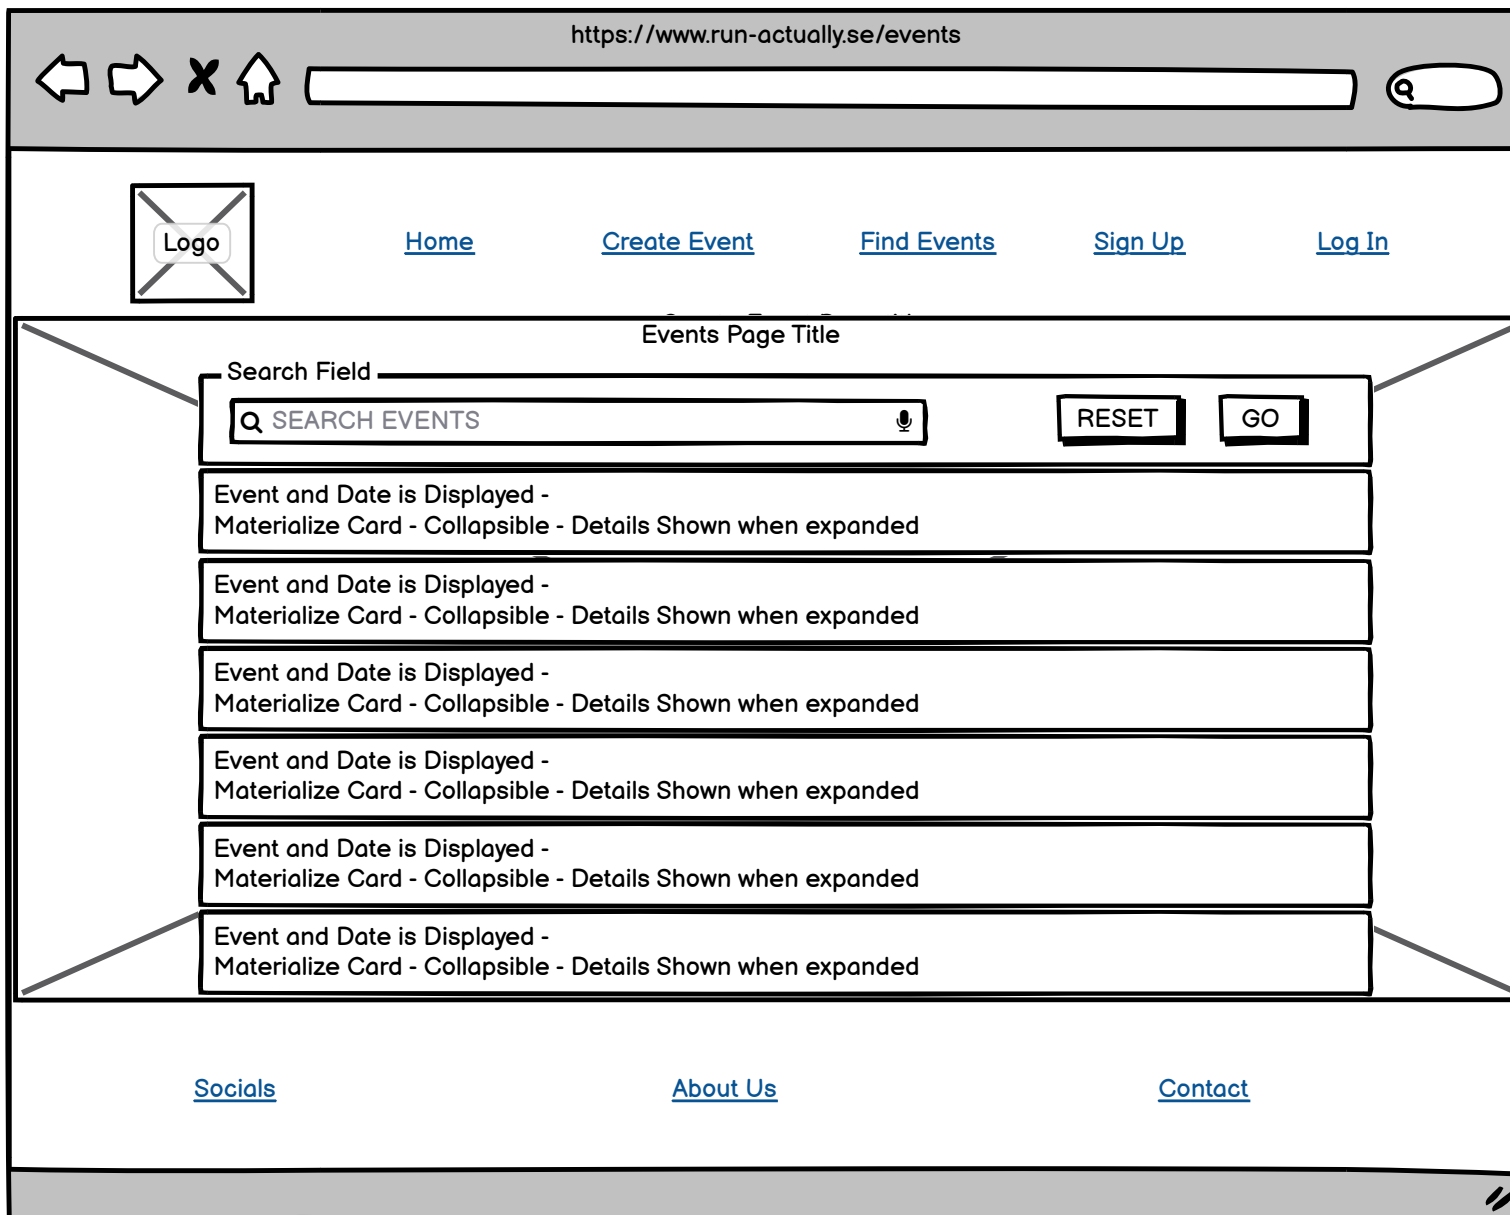 https://www.run-actually.se/events
Logo
Home
Create Event
Find Events
Sign Up
Log In
Events Page Title
Search Field
SEARCH EVENTS
RESET
GO
Event and Date is Displayed -
Materialize Card - Collapsible - Details Shown when expanded
Event and Date is Displayed -
Materialize Card - Collapsible - Details Shown when expanded
Event and Date is Displayed -
Materialize Card - Collapsible - Details Shown when expanded
Event and Date is Displayed -
Materialize Card - Collapsible - Details Shown when expanded
Event and Date is Displayed -
Materialize Card - Collapsible - Details Shown when expanded
Event and Date is Displayed -
Materialize Card - Collapsible - Details Shown when expanded
Socials
About Us
Contact